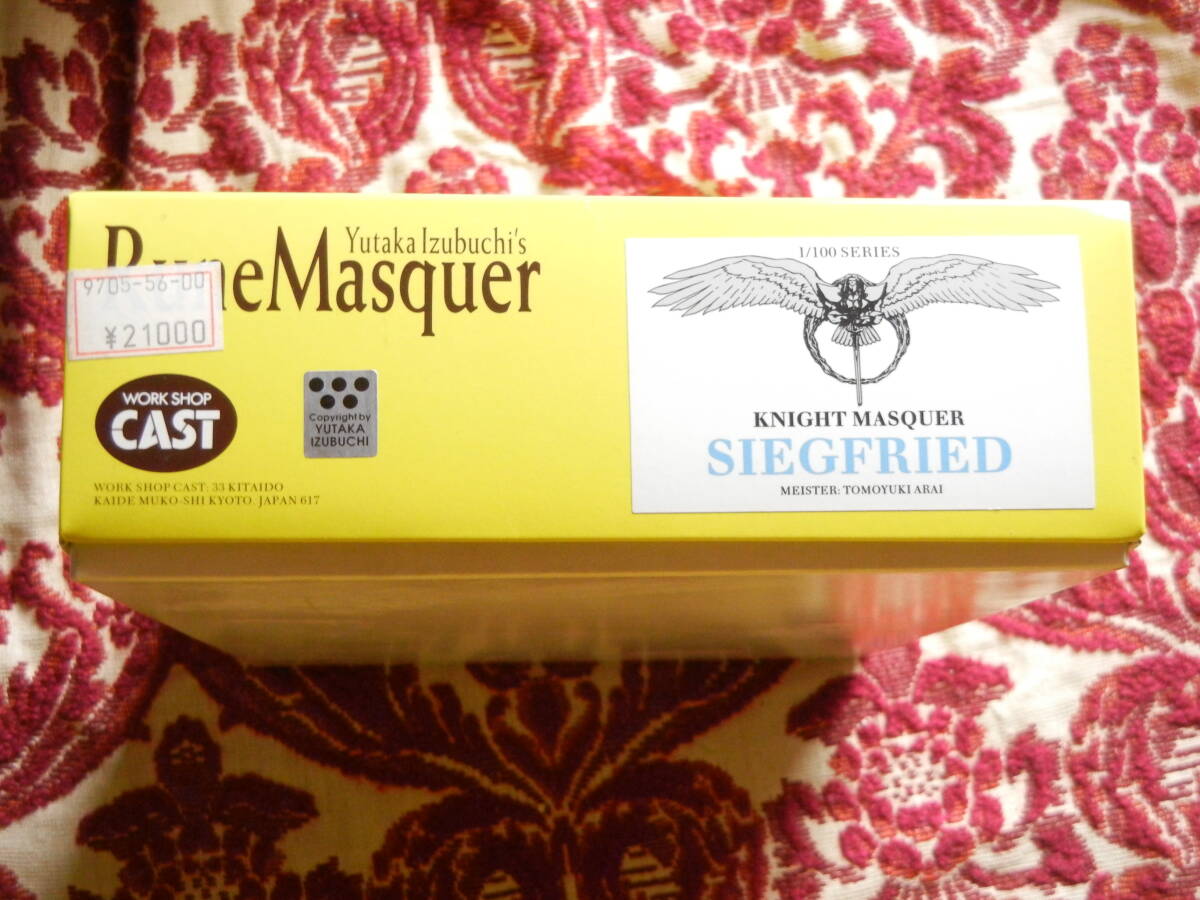 Yutaka Izubuchi's
RuneMasquer
9705-56-00
¥21000
WORK SHOP
CAST
Copyright by
YUTAKA
IZUBUCHI
WORK SHOP CAST: 33 KITAIDO
KAIDE MUKO-SHI KYOTO. JAPAN 617
1/100 SERIES
KNIGHT MASQUER
SIEGFRIED
MEISTER: TOMOYUKI ARAI